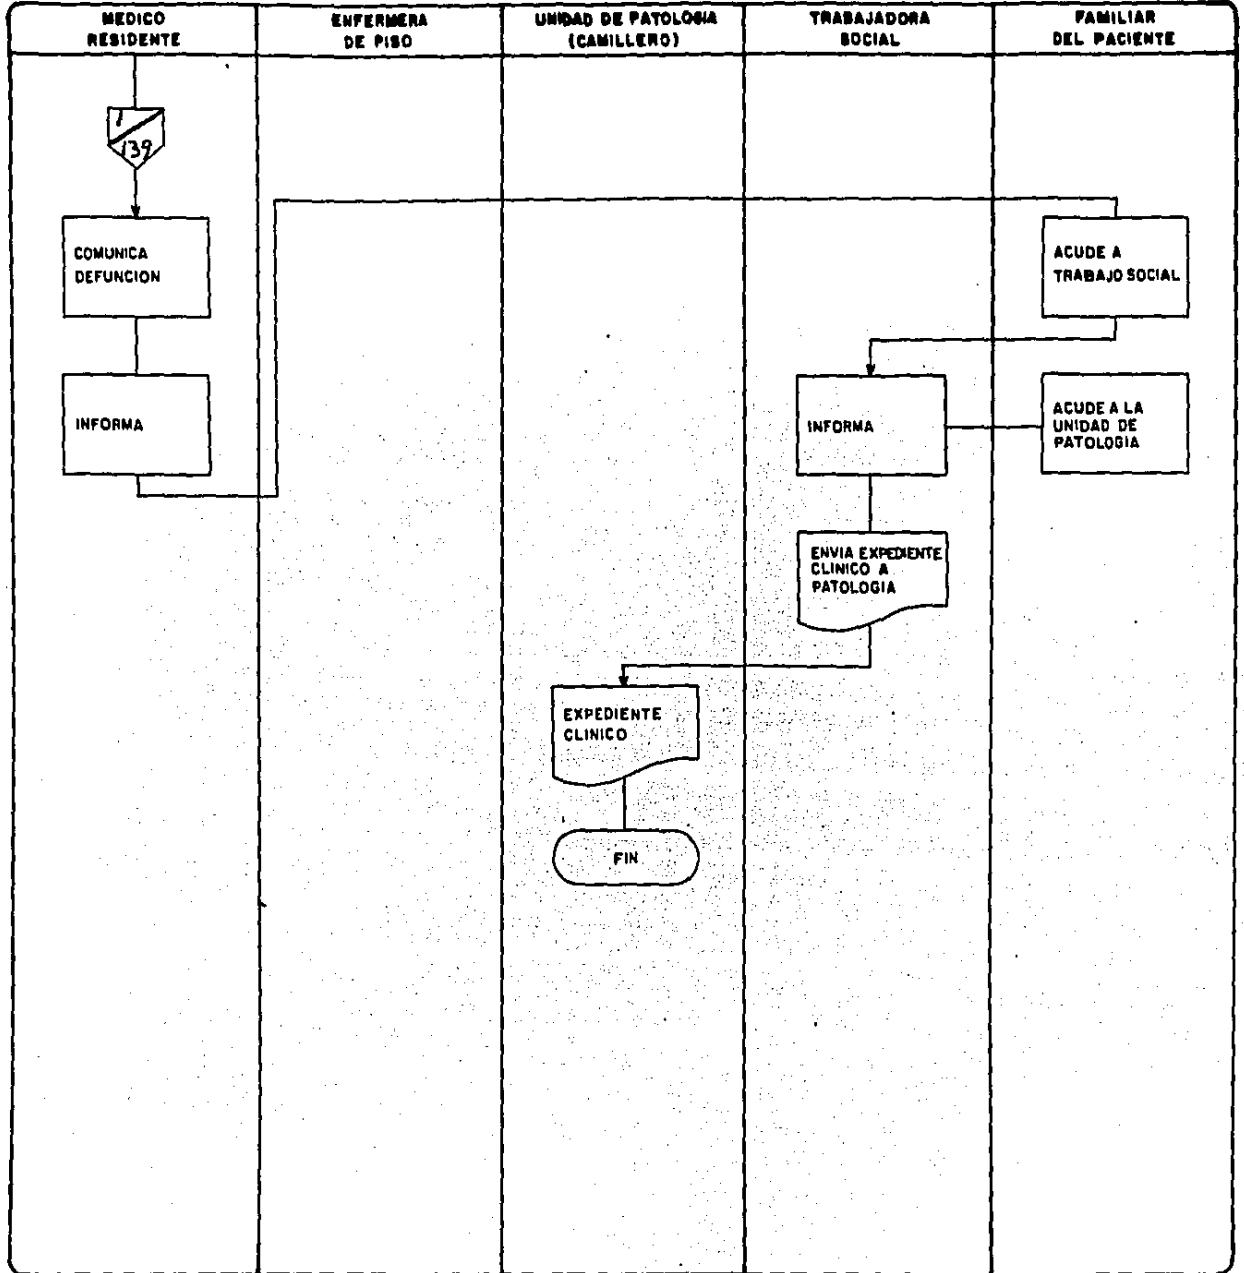 MEDICO
RESIDENTE
ENFERMERA
DE PISO
UNIDAD DE PATOLOGIA
(CAMILLERO)
TRABAJADORA
SOCIAL
FAMILIAR
DEL PACIENTE
1
139
COMUNICA
DEFUNCION
ACUDE A
TRABAJO SOCIAL
INFORMA
INFORMA
ACUDE A LA
UNIDAD DE
PATOLOGIA
ENVIA EXPEDIENTE
CLINICO A
PATOLOGIA
EXPEDIENTE
CLINICO
FIN